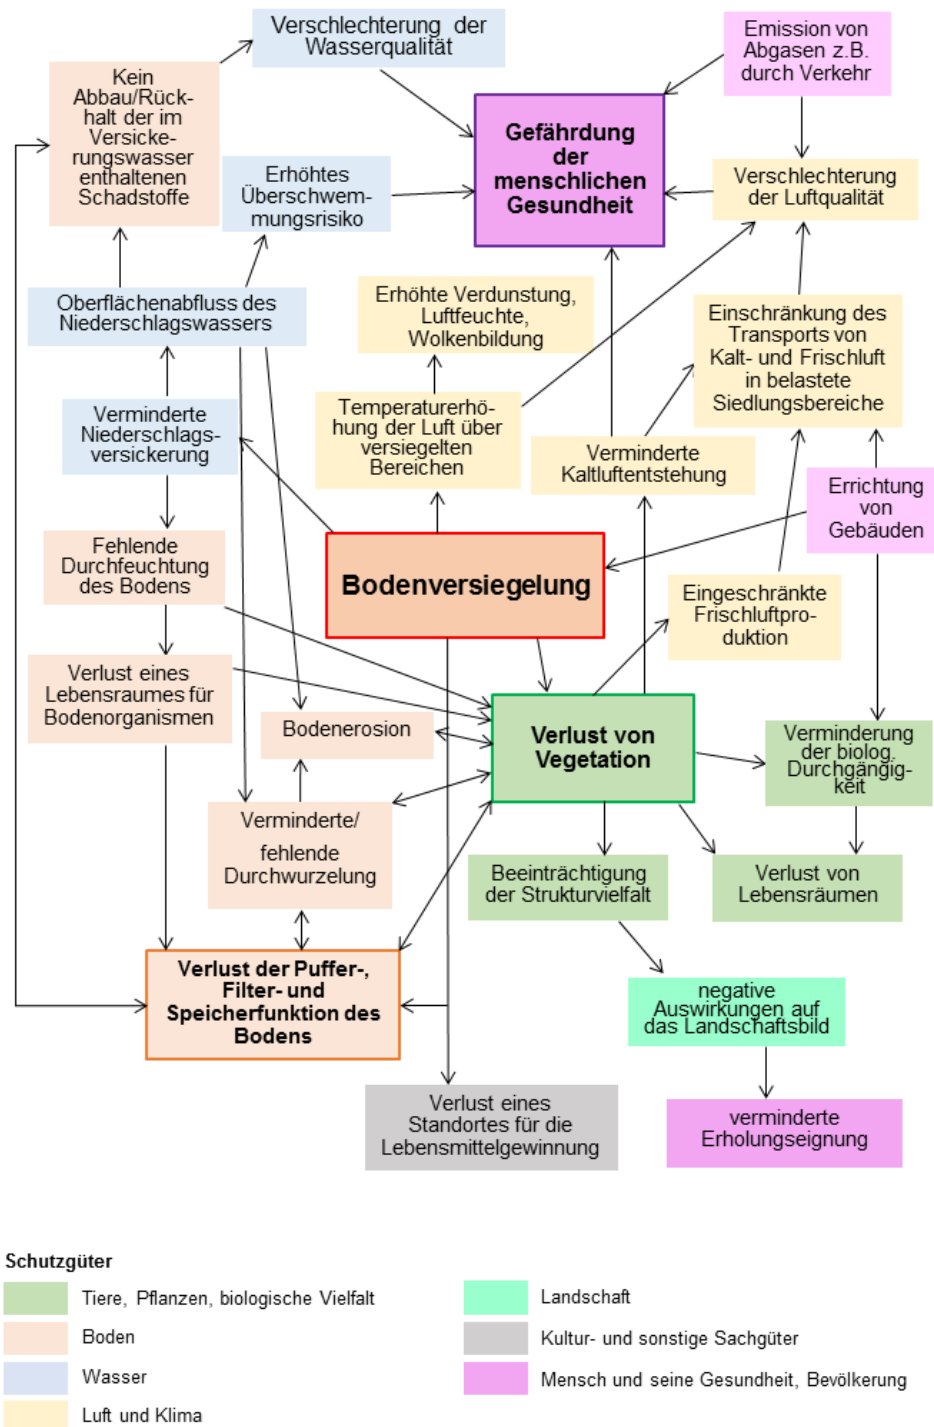 Verschlechterung der
Wasserqualität
Emission von
Abgasen z.B.
durch Verkehr
Kein
Abbau/Rück-
halt der im
Versicke-
rungswasser
enthaltenen
Schadstoffe
Gefährdung
der
menschlichen
Gesundheit
Erhöhtes
Überschwem-
mungsrisiko
Verschlechterung
der Luftqualität
Oberflächenabfluss des
Niederschlagswassers
Erhöhte Verdunstung,
Luftfeuchte,
Wolkenbildung
Einschränkung des
Transports von
Kalt- und Frischluft
in belastete
Siedlungsbereiche
Verminderte
Niederschlags-
versickerung
Temperaturerhö-
hung der Luft über
versiegelten
Bereichen
Verminderte
Kaltluftentstehung
Errichtung
von
Gebäuden
Fehlende
Durchfeuchtung
des Bodens
Bodenversiegelung
Eingeschränkte
Frischluftpro-
duktion
Verlust eines
Lebensraumes für
Bodenorganismen
Bodenerosion
Verlust von
Vegetation
Verminderung
der biolog.
Durchgängig-
keit
Verminderte/
fehlende
Durchwurzelung
Beeinträchtigung
der Strukturvielfalt
Verlust von
Lebensräumen
Verlust der Puffer-,
Filter- und
Speicherfunktion des
Bodens
negative
Auswirkungen auf
das Landschaftsbild
Verlust eines
Standortes für die
Lebensmittelgewinnung
verminderte
Erholungseignung
Schutzgüter
Tiere, Pflanzen, biologische Vielfalt
Boden
Wasser
Luft und Klima
Landschaft
Kultur- und sonstige Sachgüter
Mensch und seine Gesundheit, Bevölkerung